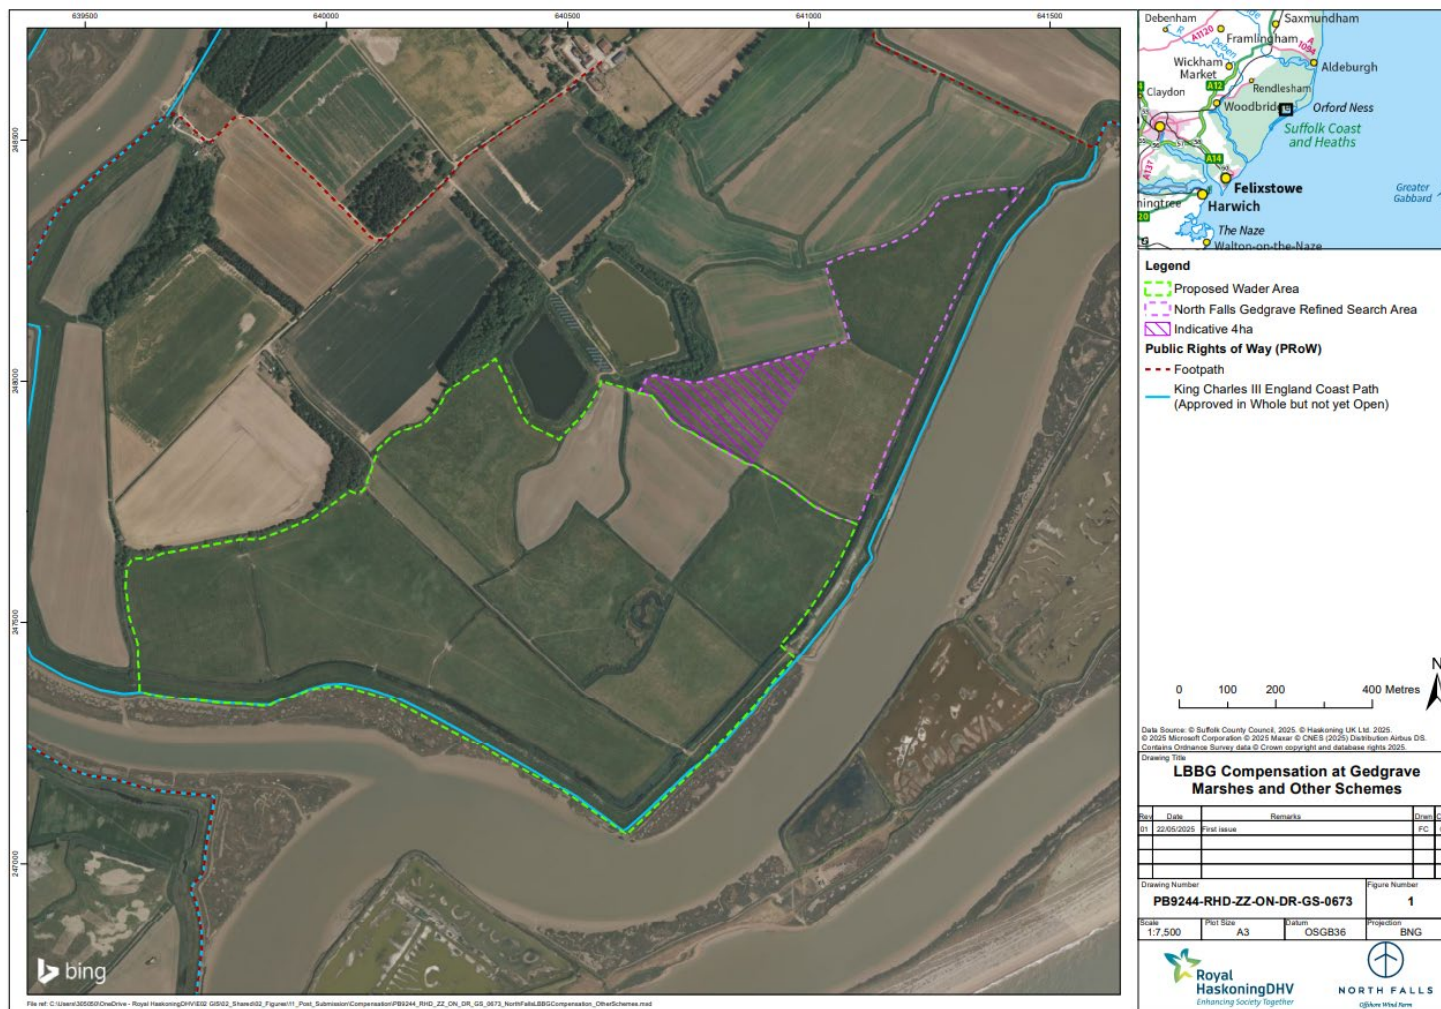 639500
640000
640500
641000
641500
248500
248000
247500
247000
bing
Debenham
Saxmundham
A1120
R
Deben
Framlingham
A
1094
Wickham
Market
Aldeburgh
A12
Rendlesham
Claydon
Woodbridge
Orford Ness
Suffolk Coast
and Heaths
A14
A137
Felixstowe
Harwich
Greater
Gabbard
ningtree
The Naze
Walton-on-the-Naze
Legend
Proposed Wader Area
North Falls Gedgrave Refined Search Area
Indicative 4ha
Public Rights of Way (PRoW)
Footpath
King Charles III England Coast Path
(Approved in Whole but not yet Open)
N
0 100 200 400 Metres
Data Source: © Suffolk County Council, 2025. © Haskoning UK Ltd. 2025.
© 2025 Microsoft Corporation © 2025 Maxar © CNES (2025) Distribution Airbus DS.
Contains Ordnance Survey data © Crown copyright and database rights 2025.
Drawing Title
LBBG Compensation at Gedgrave
Marshes and Other Schemes
Rev Date Remarks Drwn
01 22/05/2025 First issue FC
Drawing Number Figure Number
PB9244-RHD-ZZ-ON-DR-GS-0673 1
Scale Plot Size Datum Projection
1:7,500 A3 OSGB36 BNG
Royal
HaskoningDHV
Enhancing Society Together
NORTH FALLS
Offshore Wind Farm